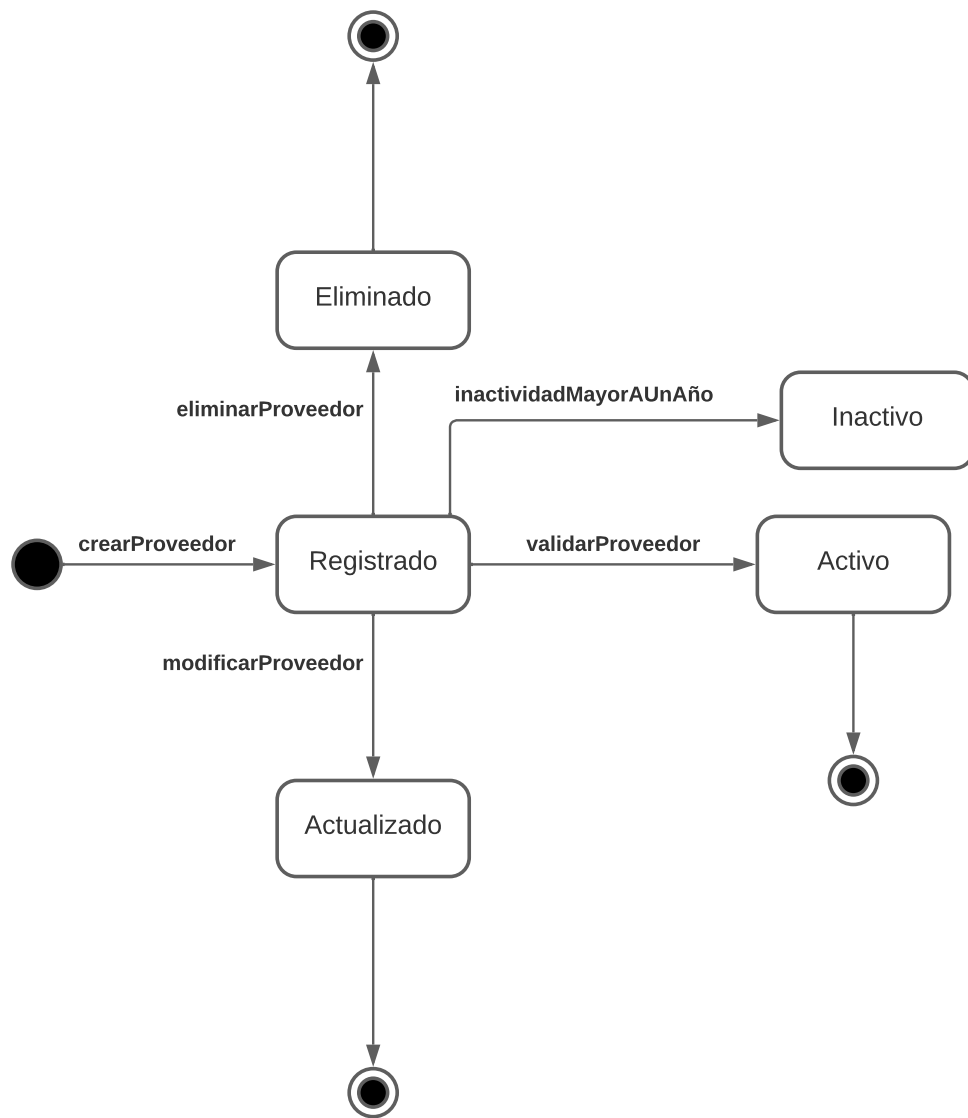 Eliminado
eliminarProveedor
inactividadMayorAUnAño
Inactivo
crearProveedor
Registrado
validarProveedor
Activo
modificarProveedor
Actualizado